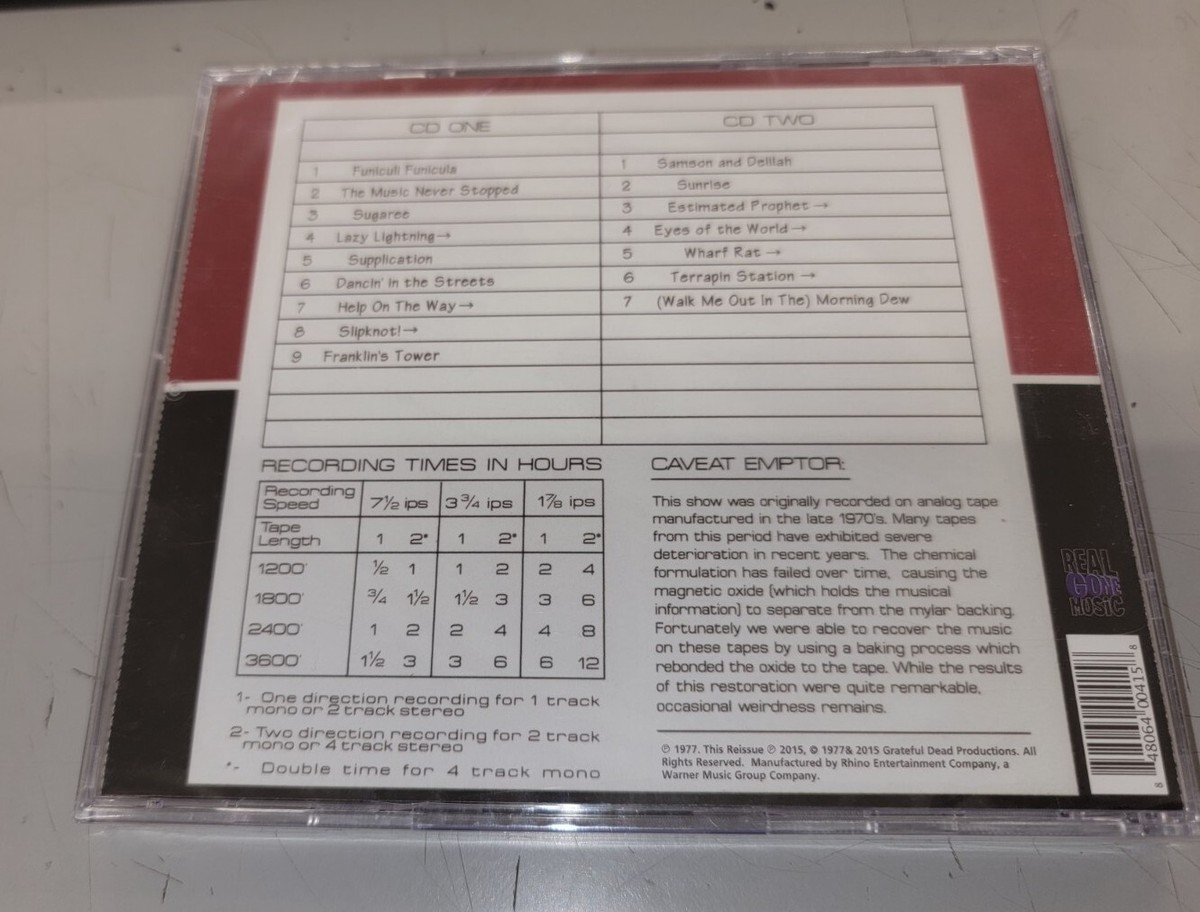 CD ONE
1 Funiculi Funicula
2 The Music Never Stopped
3 Sugaree
4 Lazy Lightning→
5 Supplication
6 Dancin' in the Streets
7 Help On The Way→
8 Slipknot!→
9 Franklin's Tower
CD TWO
1 Samson and Delilah
2 Sunrise
3 Estimated Prophet→
4 Eyes of the World→
5 Wharf Rat→
6 Terrapin Station→
7 (Walk Me Out In The) Morning Dew
RECORDING TIMES IN HOURS
Recording Speed 7½ ips 3¾ ips 1⅞ ips
Tape Length 1 2* 1 2* 1 2*
1200' ½ 1 1 2 2 4
1800' ¾ 1½ 1½ 3 3 6
2400' 1 2 2 4 4 8
3600' 1½ 3 3 6 6 12
1- One direction recording for 1 track
mono or 2 track stereo
2- Two direction recording for 2 track
mono or 4 track stereo
*- Double time for 4 track mono
CAVEAT EMPTOR:
This show was originally recorded on analog tape
manufactured in the late 1970's. Many tapes
from this period have exhibited severe
deterioration in recent years. The chemical
formulation has failed over time, causing the
magnetic oxide (which holds the musical
information) to separate from the mylar backing.
Fortunately we were able to recover the music
on these tapes by using a baking process which
rebonded the oxide to the tape. While the results
of this restoration were quite remarkable,
occasional weirdness remains.
℗ 1977. This Reissue ℗ 2015, © 1977& 2015 Grateful Dead Productions. All
Rights Reserved. Manufactured by Rhino Entertainment Company, a
Warner Music Group Company.
REAL
GONE
MUSIC
8 48064 00415 8